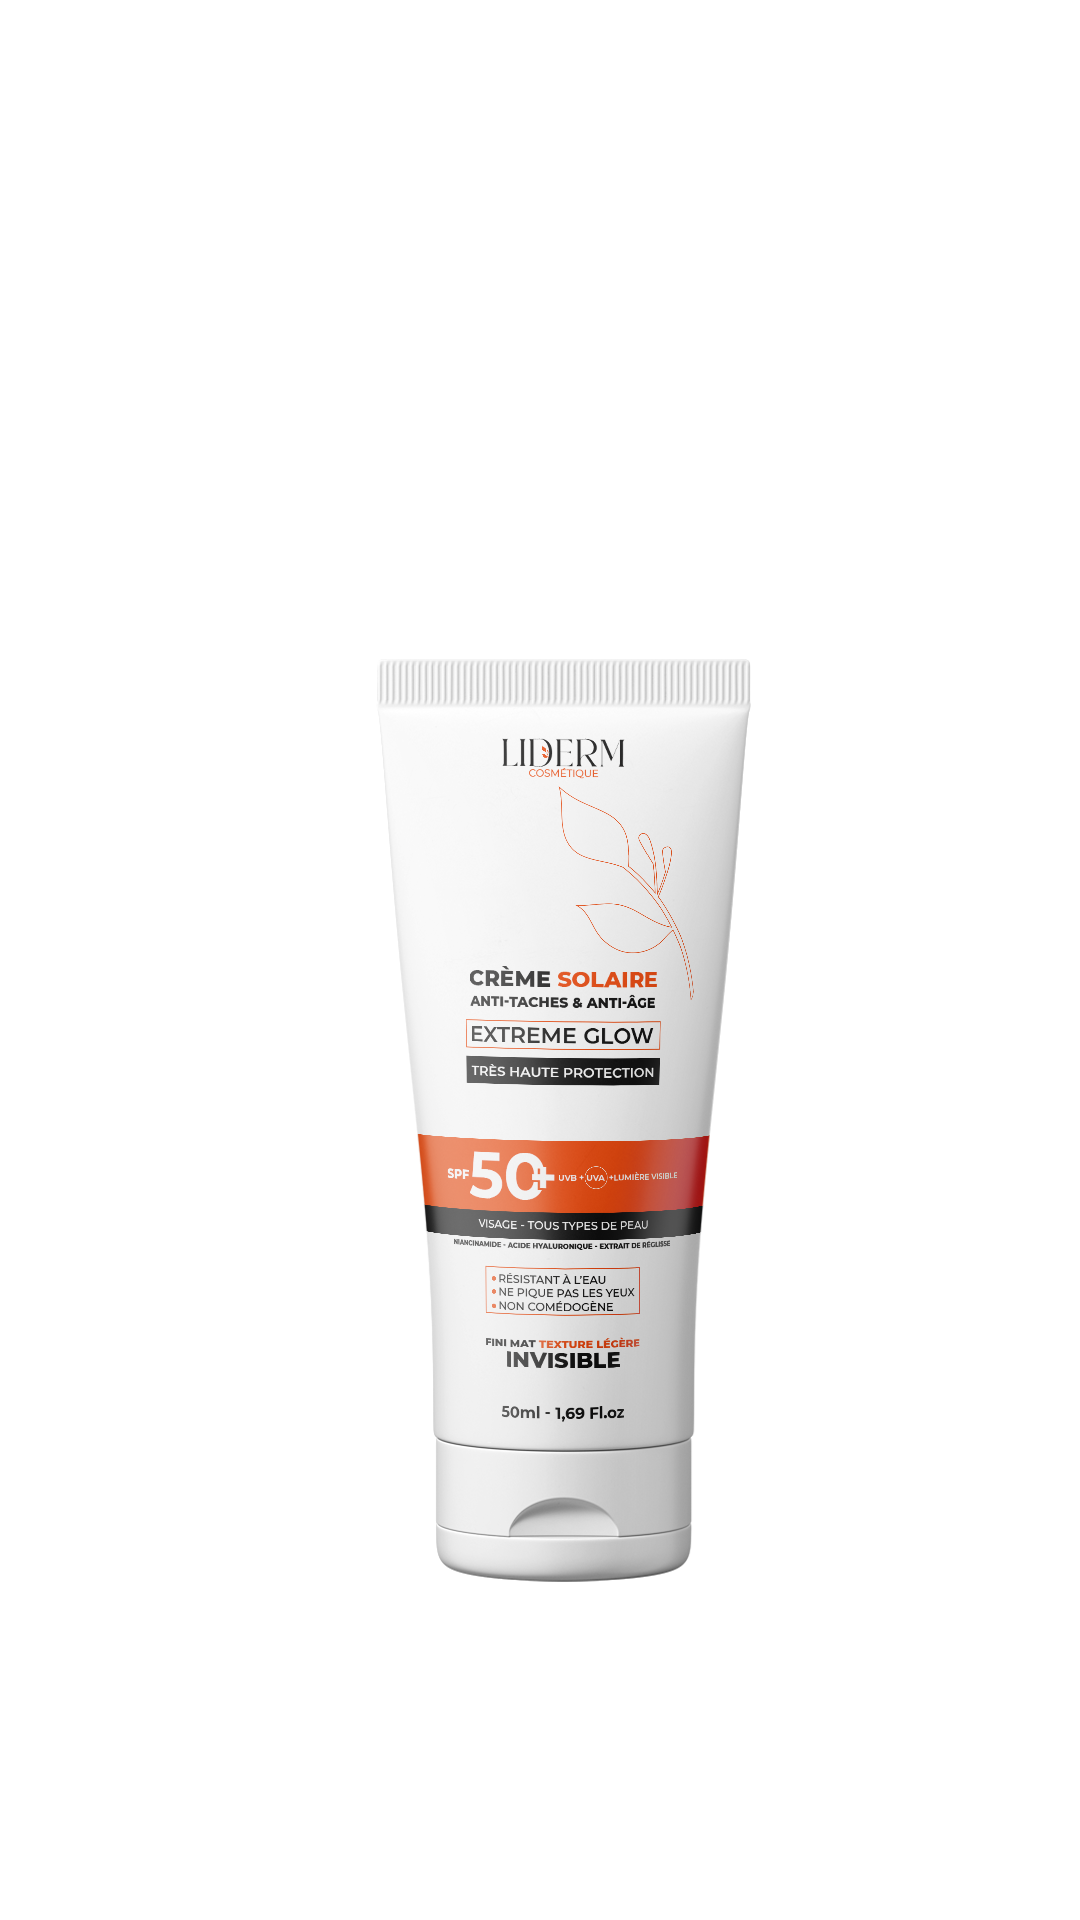 LIDERM
COSMÉTIQUE
CRÈME SOLAIRE
ANTI-TACHES & ANTI-ÂGE
EXTREME GLOW
TRÈS HAUTE PROTECTION
SPF 50+ UVB + UVA +LUMIÈRE VISIBLE
VISAGE - TOUS TYPES DE PEAU
NIANCINAMIDE - ACIDE HYALURONIQUE - EXTRAIT DE RÉGLISSE
• RÉSISTANT À L'EAU
• NE PIQUE PAS LES YEUX
• NON COMÉDOGÈNE
FINI MAT TEXTURE LÉGÈRE
INVISIBLE
50ml - 1,69 Fl.oz